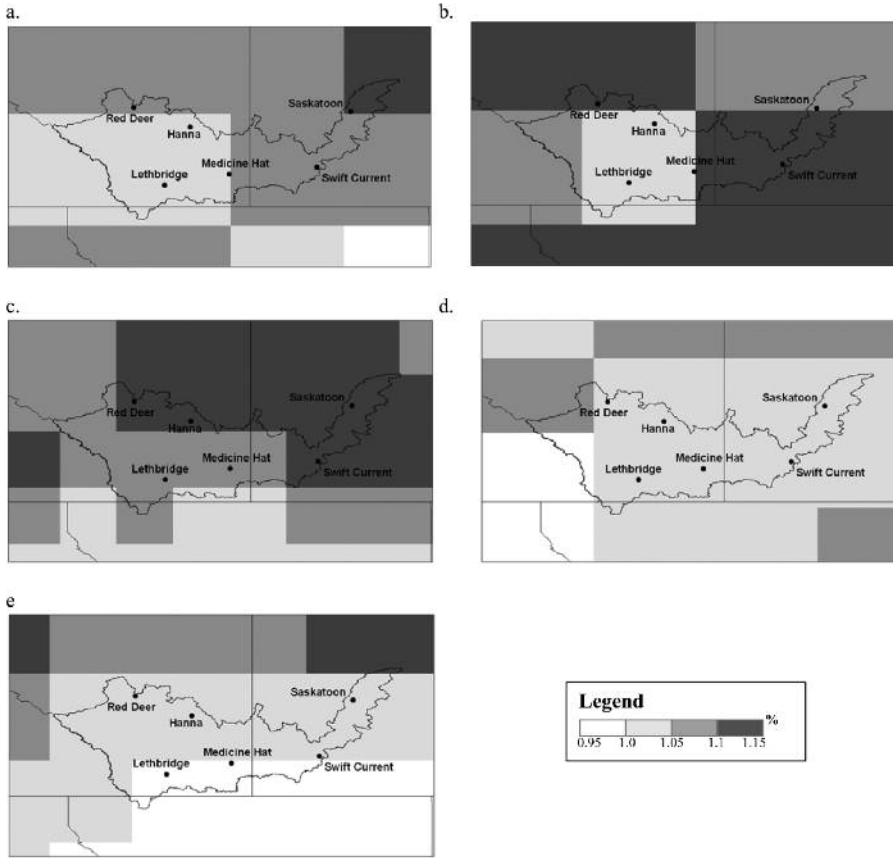 a.
Saskatoon
Red Deer
Hanna
Medicine Hat
Lethbridge
Swift Current
b.
Saskatoon
Red Deer
Hanna
Medicine Hat
Lethbridge
Swift Current
c.
Saskatoon
Red Deer
Hanna
Medicine Hat
Lethbridge
Swift Current
d.
Saskatoon
Red Deer
Hanna
Medicine Hat
Lethbridge
Swift Current
e
Saskatoon
Red Deer
Hanna
Medicine Hat
Lethbridge
Swift Current
Legend
%
0.95 1.0 1.05 1.1 1.15